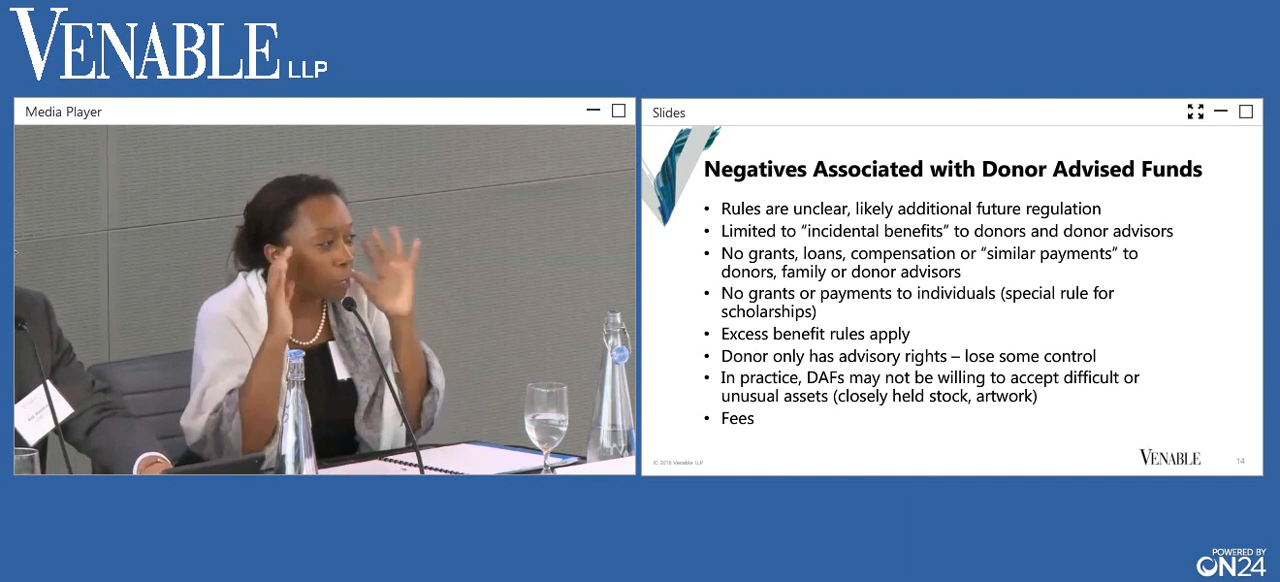 VENABLE LLP
Media Player
Slides
Negatives Associated with Donor Advised Funds
• Rules are unclear, likely additional future regulation
• Limited to “incidental benefits” to donors and donor advisors
• No grants, loans, compensation or “similar payments” to
donors, family or donor advisors
• No grants or payments to individuals (special rule for
scholarships)
• Excess benefit rules apply
• Donor only has advisory rights – lose some control
• In practice, DAFs may not be willing to accept difficult or
unusual assets (closely held stock, artwork)
• Fees
© 2018 Venable LLP
VENABLE
14
POWERED BY
ON24